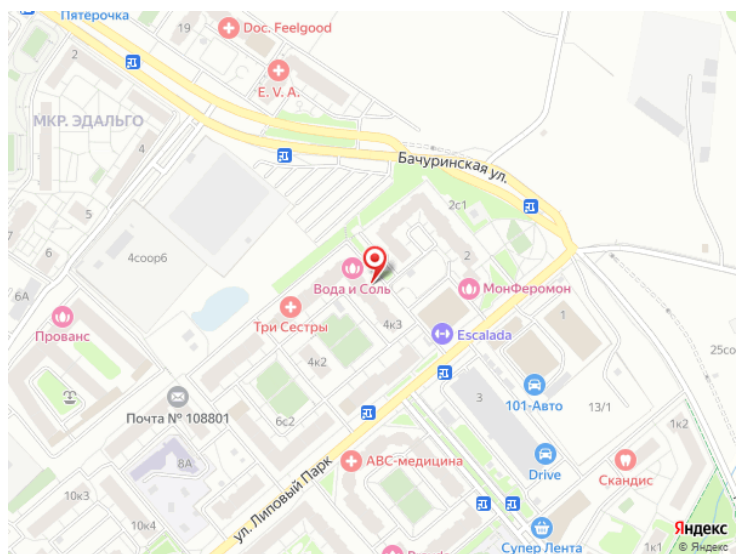 Пятёрочка
19
Doc. Feelgood
2
E. V. A.
МКР. ЭДАЛЬГО
4
Бачуринская ул.
2с1
5
7
6
4соор6
2
6А
Вода и Соль
МонФеромон
Прованс
Три Сестры
4к3
Escalada
1
25со
4к2
3
101-Авто
13/1
Почта № 108801
6с2
1к2
8А
АВС-медицина
Drive
Скандис
10к3
ул. Липовый Парк
10к4
Яндекс
Супер Лента
1к1
© Яндекс